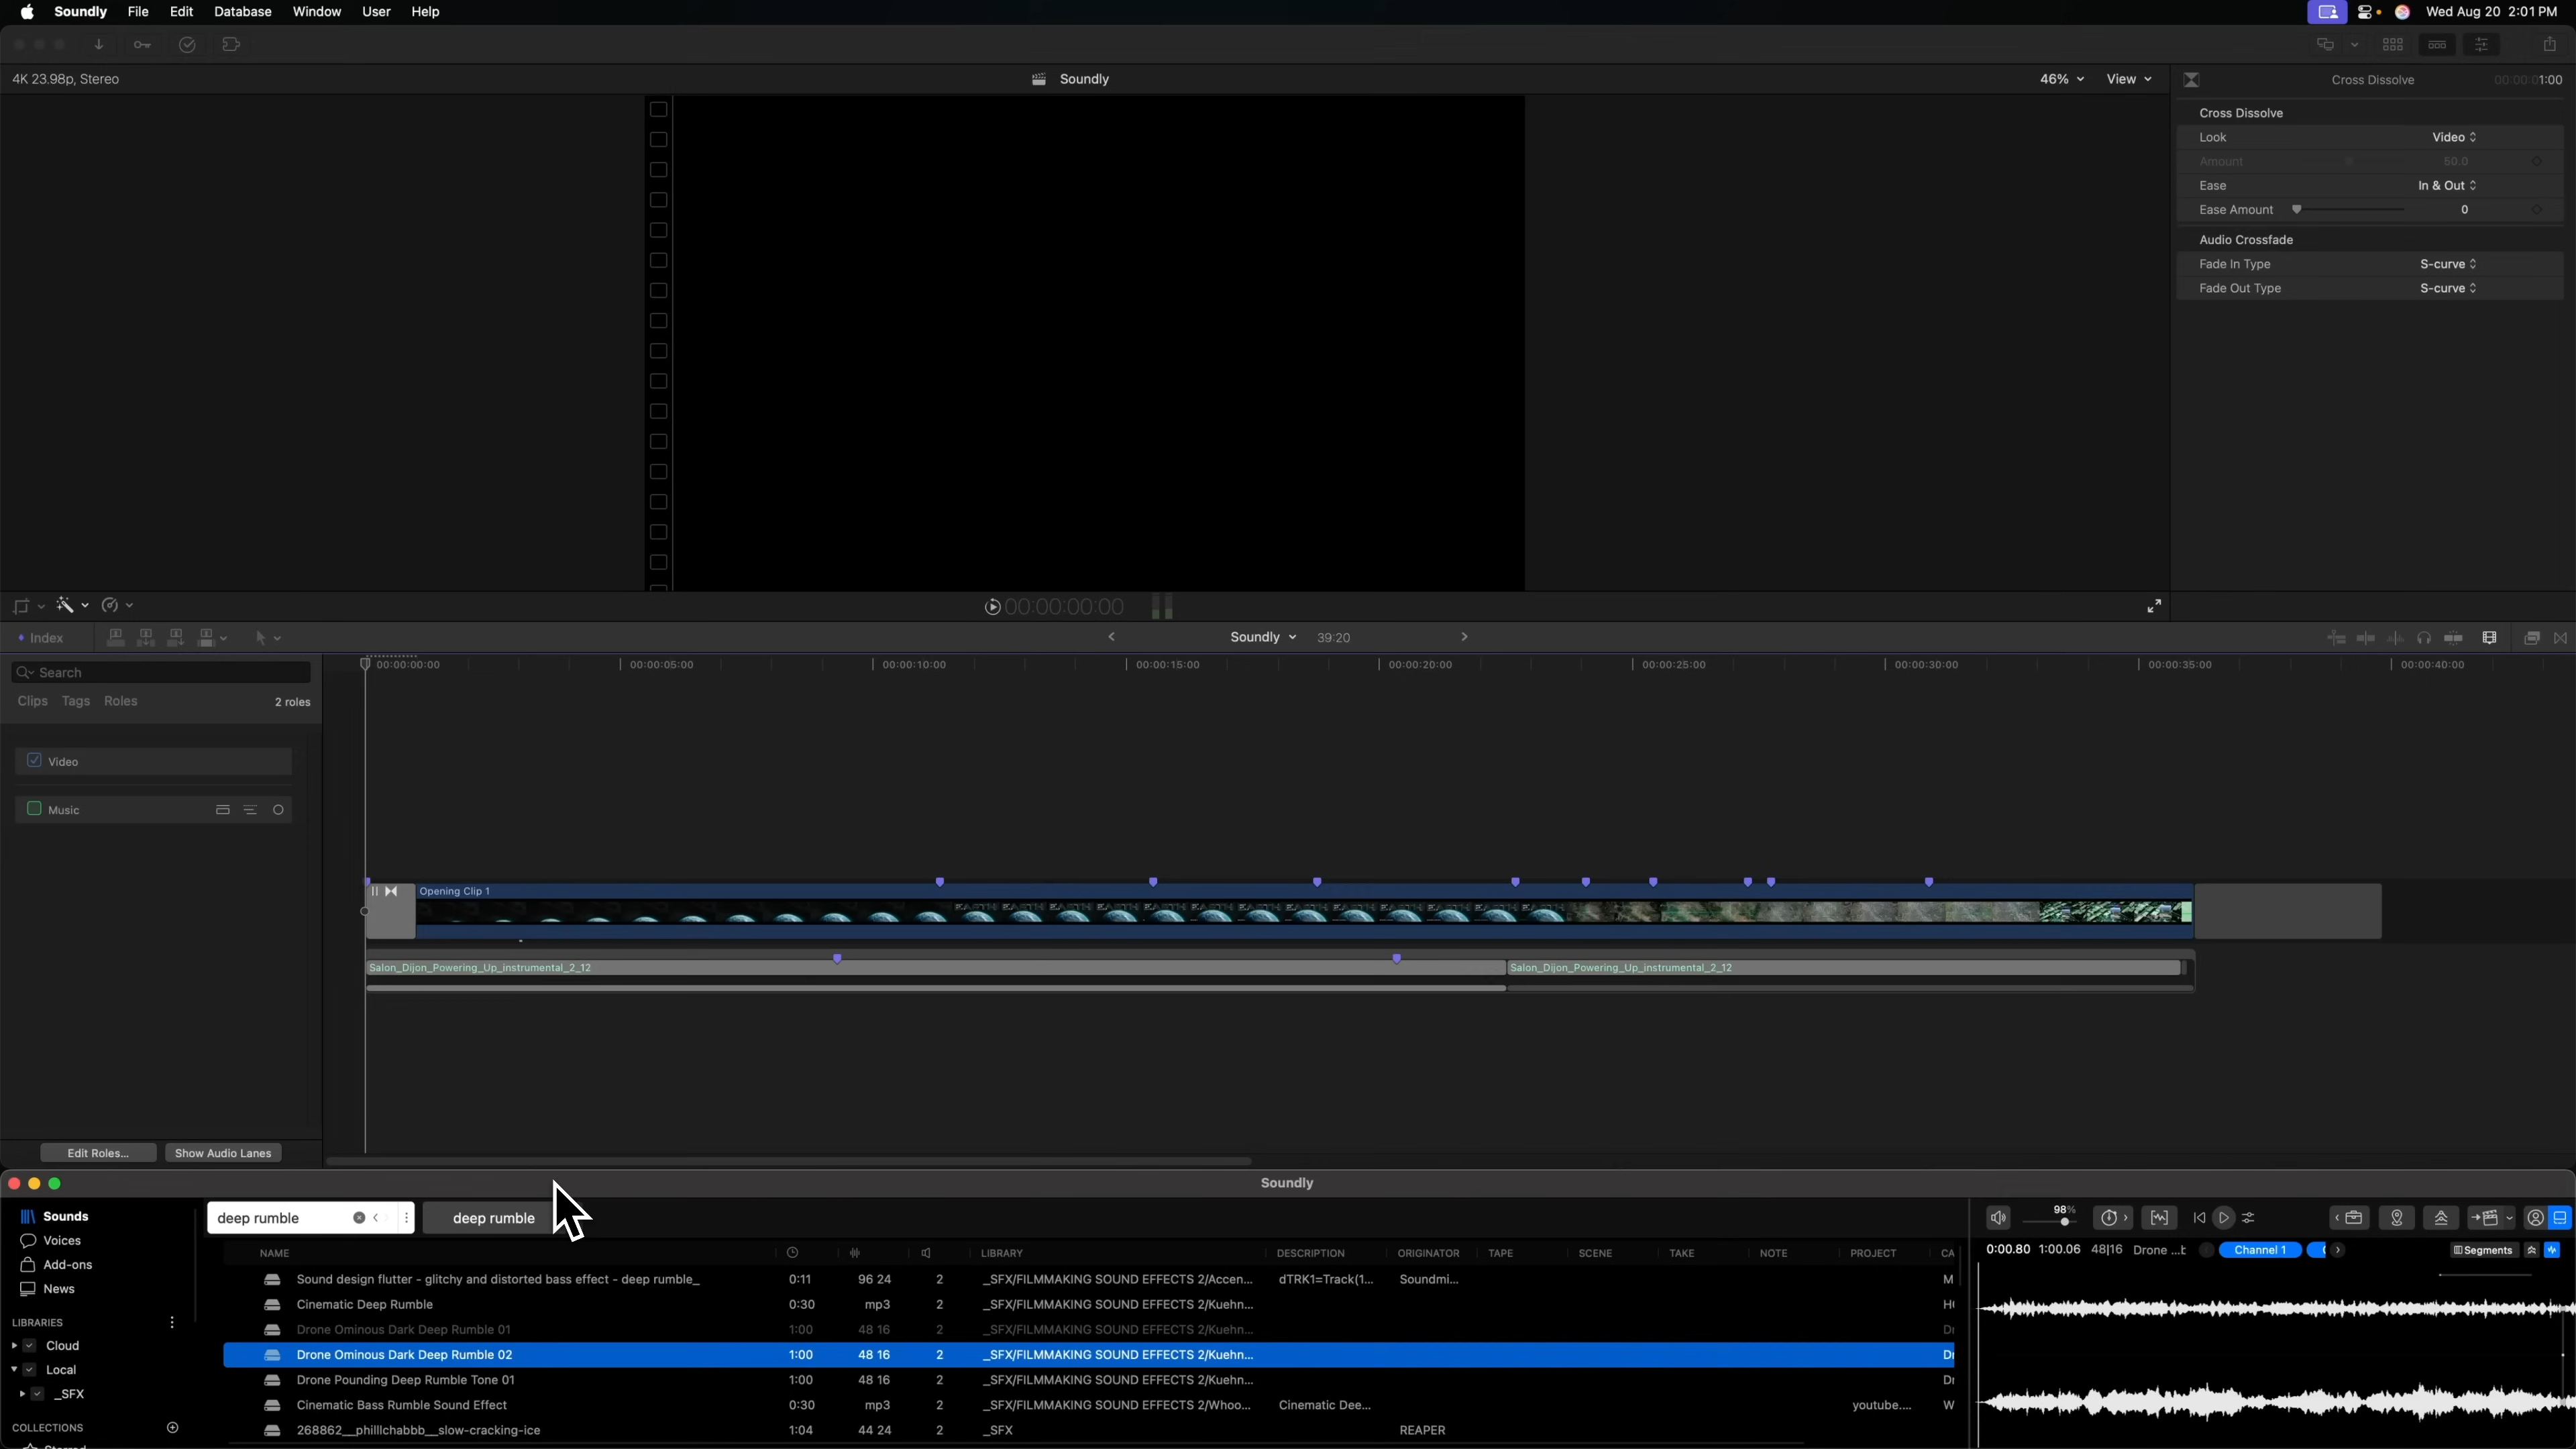 Soundly File Edit Database Window User Help
Wed Aug 20 2:01 PM
4K 23.98p, Stereo
Soundly
46% View
Cross Dissolve
00:00:01:00
Cross Dissolve
Look Video
Amount 50.0
Ease In & Out
Ease Amount 0
Audio Crossfade
Fade In Type S-curve
Fade Out Type S-curve
00:00:00:00
Index
Soundly 39:20
Search
Clips Tags Roles 2 roles
Video
Music
00:00:00:00 00:00:05:00 00:00:10:00 00:00:15:00 00:00:20:00 00:00:25:00 00:00:30:00 00:00:35:00 00:00:40:00
Opening Clip 1
Salon_Dijon_Powering_Up_instrumental_2_12
Salon_Dijon_Powering_Up_instrumental_2_12
Edit Roles... Show Audio Lanes
Soundly
Sounds
Voices
Add-ons
News
LIBRARIES
Cloud
Local
_SFX
COLLECTIONS
deep rumble
deep rumble
NAME LIBRARY DESCRIPTION ORIGINATOR TAPE SCENE TAKE NOTE PROJECT CA
Sound design flutter - glitchy and distorted bass effect - deep rumble_ 0:11 96 24 2 _SFX/FILMMAKING SOUND EFFECTS 2/Accen... dTRK1=Track(1... Soundmi... M
Cinematic Deep Rumble 0:30 mp3 2 _SFX/FILMMAKING SOUND EFFECTS 2/Kuehn...
Drone Ominous Dark Deep Rumble 01 1:00 48 16 2 _SFX/FILMMAKING SOUND EFFECTS 2/Kuehn...
Drone Ominous Dark Deep Rumble 02 1:00 48 16 2 _SFX/FILMMAKING SOUND EFFECTS 2/Kuehn...
Drone Pounding Deep Rumble Tone 01 1:00 48 16 2 _SFX/FILMMAKING SOUND EFFECTS 2/Kuehn...
Cinematic Bass Rumble Sound Effect 0:30 mp3 2 _SFX/FILMMAKING SOUND EFFECTS 2/Whoo... Cinematic Dee... youtube.... W
268862__philllchabbb__slow-cracking-ice 1:04 44 24 2 _SFX REAPER
98%
0:00.80 1:00.06 48|16 Drone ...t Channel 1 Segments